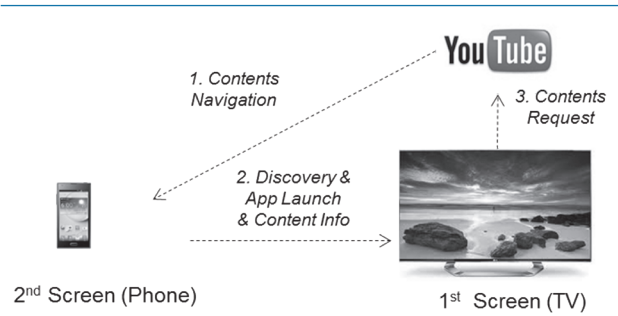 YouTube
1. Contents
Navigation
3. Contents
Request
2. Discovery &
App Launch
& Content Info
2nd Screen (Phone)
1st Screen (TV)